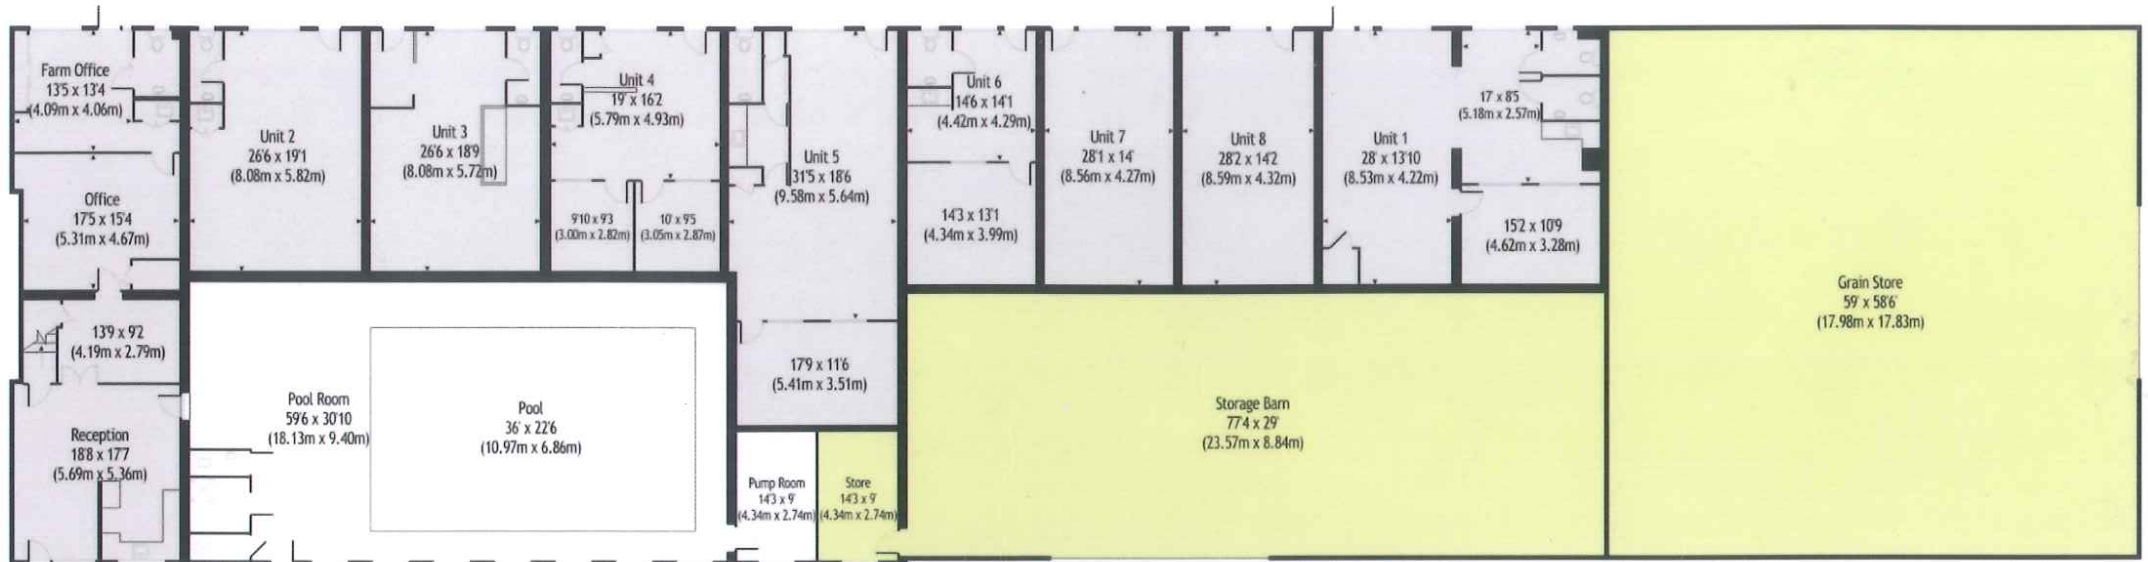 Farm Office
13'5 x 13'4
(4.09m x 4.06m)
Office
17'5 x 15'4
(5.31m x 4.67m)
13'9 x 9'2
(4.19m x 2.79m)
Reception
18'8 x 17'7
(5.69m x 5.36m)
Unit 2
26'6 x 19'1
(8.08m x 5.82m)
Unit 3
26'6 x 18'9
(8.08m x 5.72m)
Unit 4
19' x 16'2
(5.79m x 4.93m)
9'10 x 9'3
(3.00m x 2.82m)
10' x 9'5
(3.05m x 2.87m)
Unit 5
31'5 x 18'6
(9.58m x 5.64m)
17'9 x 11'6
(5.41m x 3.51m)
Unit 6
14'6 x 14'1
(4.42m x 4.29m)
14'3 x 13'1
(4.34m x 3.99m)
Unit 7
28'1 x 14'
(8.56m x 4.27m)
Unit 8
28'2 x 14'2
(8.59m x 4.32m)
Unit 1
28' x 13'10
(8.53m x 4.22m)
17' x 8'5
(5.18m x 2.57m)
15'2 x 10'9
(4.62m x 3.28m)
Grain Store
59' x 58'6
(17.98m x 17.83m)
Pool Room
59'6 x 30'10
(18.13m x 9.40m)
Pool
36' x 22'6
(10.97m x 6.86m)
Pump Room
14'3 x 9'
(4.34m x 2.74m)
Store
14'3 x 9'
(4.34m x 2.74m)
Storage Barn
77'4 x 29'
(23.57m x 8.84m)